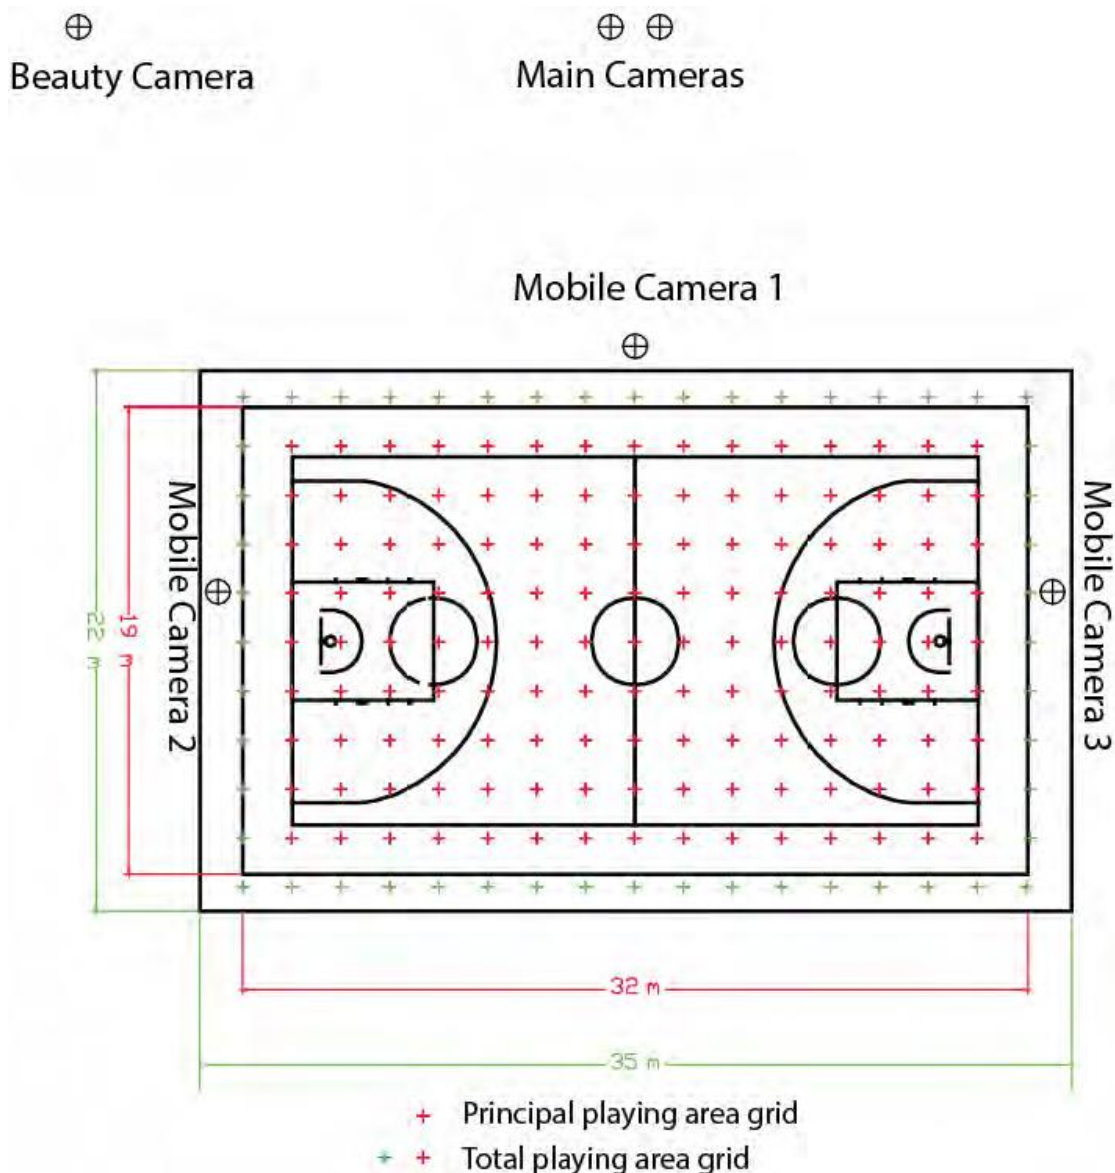 Beauty Camera
Main Cameras
Mobile Camera 1
Mobile Camera 2
Mobile Camera 3
22 m
19 m
32 m
35 m
Principal playing area grid
Total playing area grid